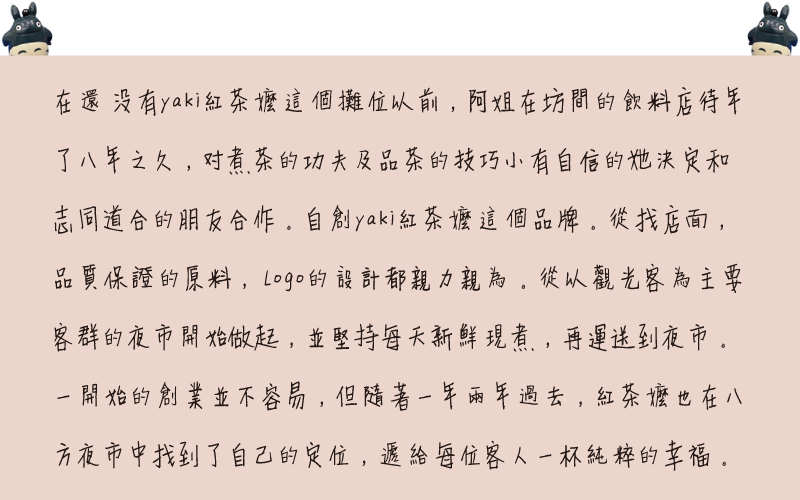 在還 没有yaki紅茶嬤這個攤位以前，阿姐在坊間的飲料店待年
了八年之久，对煮茶的功夫及品茶的技巧小有自信的她決定和
志同道合的朋友合作。自創yaki紅茶嬤這個品牌。從找店面，
品質保證的原料，logo的設計都親力親為。從以觀光客為主要
客群的夜市開始做起，並堅持每天新鮮現煮，再運送到夜市。
一開始的創業並不容易，但隨著一年兩年過去，紅茶嬤也在八
方夜市中找到了自己的定位，遞給每位客人一杯純粹的幸福。